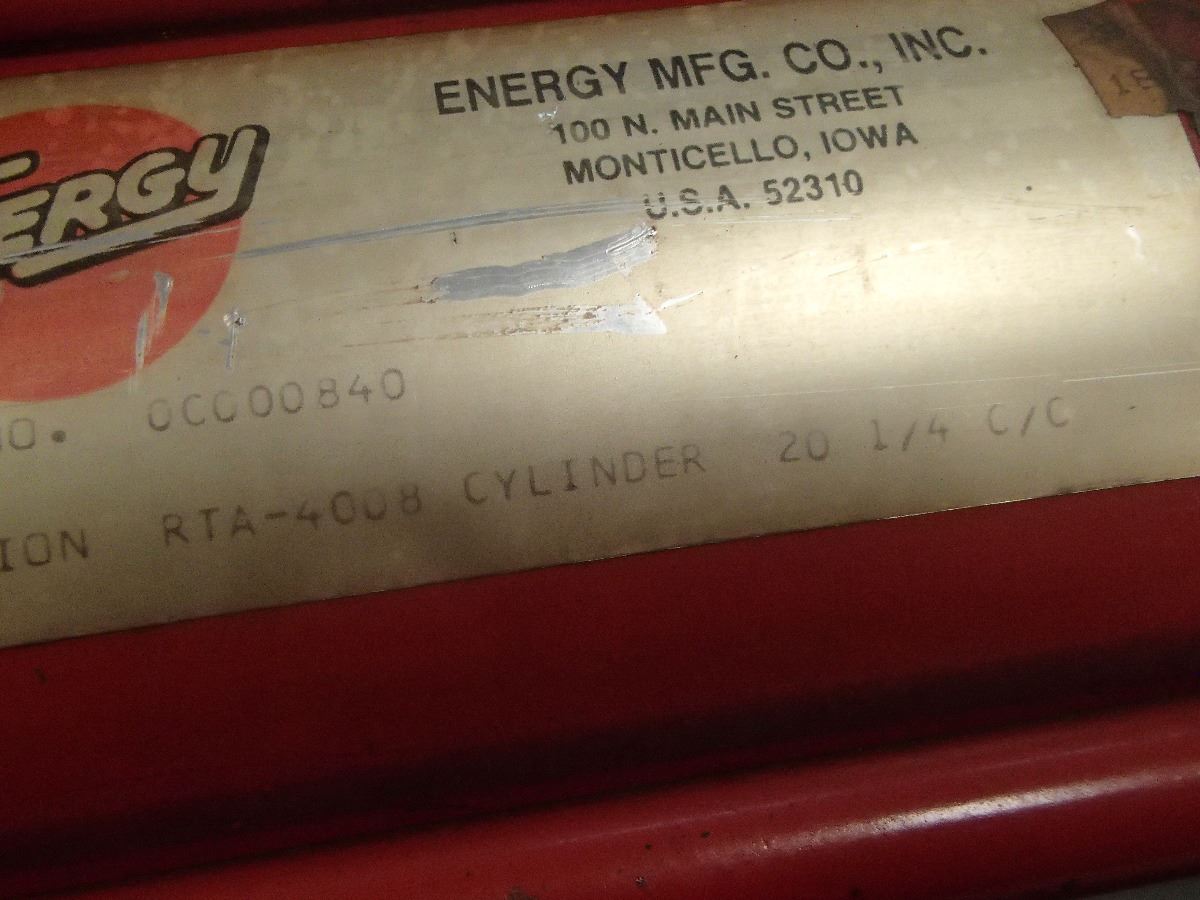 ENERGY MFG. CO., INC.
100 N. MAIN STREET
MONTICELLO, IOWA
U.S.A. 52310
ERGY
NO. 0CC00840
ION RTA-4008 CYLINDER 20 1/4 C/C